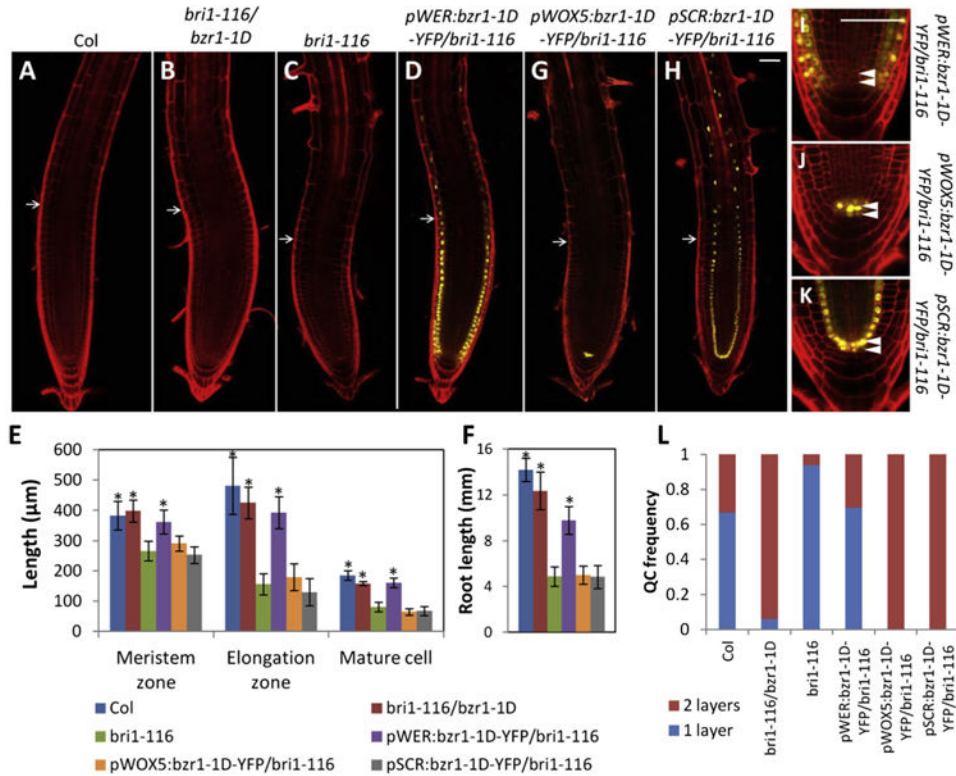 Col
bri1-116/
bzr1-1D
bri1-116
pWER:bzr1-1D
-YFP/bri1-116
pWOX5:bzr1-1D
-YFP/bri1-116
pSCR:bzr1-1D
-YFP/bri1-116
A
B
C
D
G
H
I
pWER:bzr1-1D-
YFP/bri1-116
J
pWOX5:bzr1-1D-
YFP/bri1-116
K
pSCR:bzr1-1D-
YFP/bri1-116
E
Length (μm)
600
500
400
300
200
100
0
* * * * * * * * *
Meristem
zone
Elongation
zone
Mature cell
F
Root length (mm)
16
12
8
4
0
* * *
Col
bri1-116/bzr1-1D
bri1-116
pWER:bzr1-1D-YFP/bri1-116
pWOX5:bzr1-1D-YFP/bri1-116
pSCR:bzr1-1D-YFP/bri1-116
L
QC frequency
1
0.8
0.6
0.4
0.2
0
Col
bri1-116/bzr1-1D
bri1-116
pWER:bzr1-1D-
YFP/bri1-116
pWOX5:bzr1-1D-
YFP/bri1-116
pSCR:bzr1-1D-
YFP/bri1-116
2 layers
1 layer